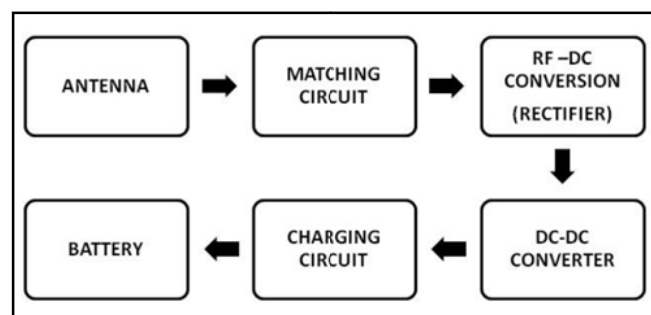 ANTENNA
MATCHING
CIRCUIT
RF –DC
CONVERSION
(RECTIFIER)
BATTERY
CHARGING
CIRCUIT
DC-DC
CONVERTER